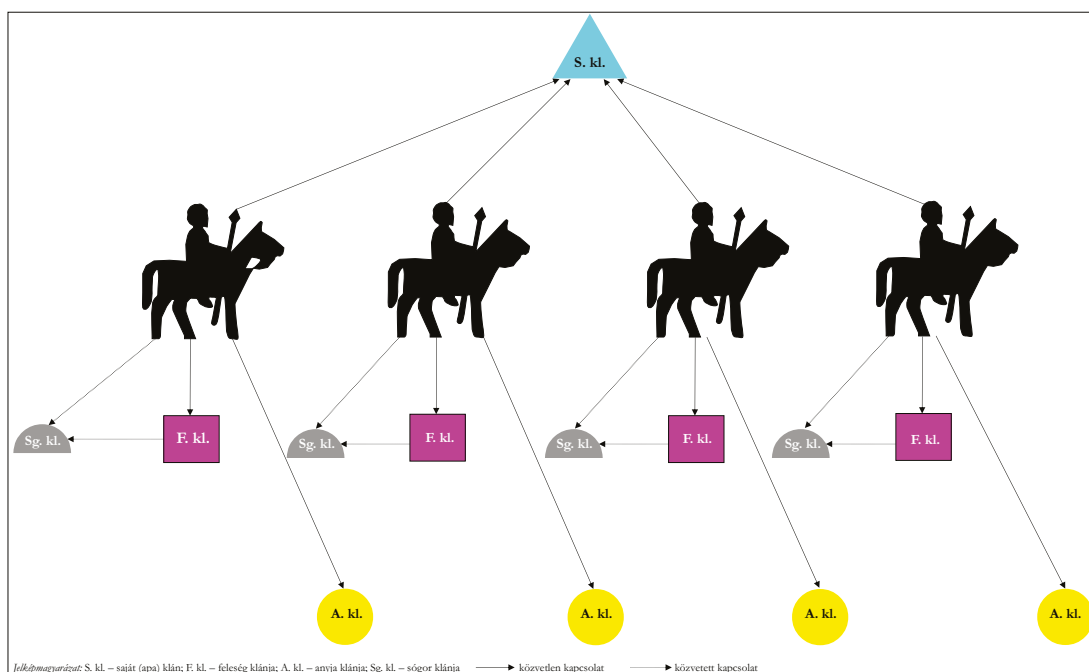 S. kl.
Sg. kl. F. kl. Sg. kl. F. kl. Sg. kl. F. kl. Sg. kl. F. kl.
A. kl. A. kl. A. kl. A. kl.
Jelképmagyarázat: S. kl. – saját (apa) klán; F. kl. – feleség klánja; A. kl. – anyja klánja; Sg. kl. – sógor klánja közvetlen kapcsolat közvetett kapcsolat